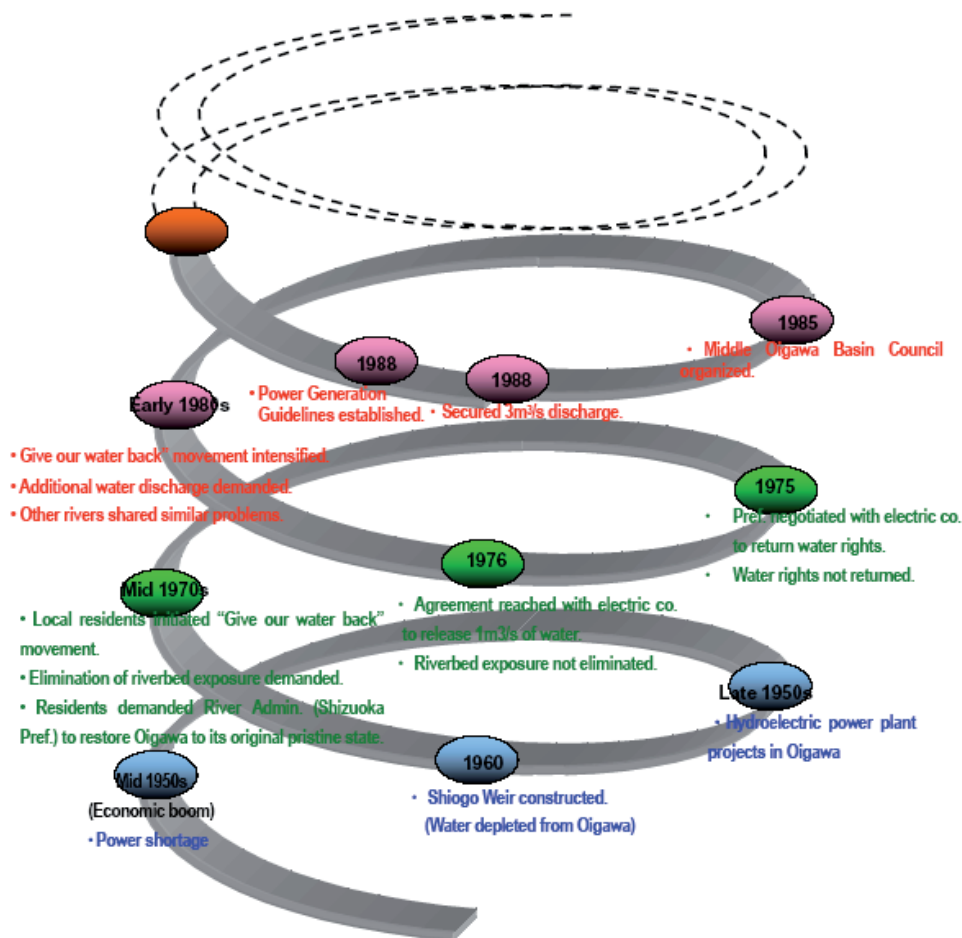 1985
• Middle Oigawa Basin Council
organized.
1988
• Power Generation
Guidelines established.
1988
• Secured 3m³/s discharge.
Early 1980s
• Give our water back" movement intensified.
• Additional water discharge demanded.
• Other rivers shared similar problems.
1975
• Pref. negotiated with electric co.
to return water rights.
• Water rights not returned.
1976
• Agreement reached with electric co.
to release 1m3/s of water.
• Riverbed exposure not eliminated.
Mid 1970s
• Local residents initiated “Give our water back”
movement.
• Elimination of riverbed exposure demanded.
• Residents demanded River Admin. (Shizuoka
Pref.) to restore Oigawa to its original pristine state.
Late 1950s
• Hydroelectric power plant
projects in Oigawa
1960
• Shiogo Weir constructed.
(Water depleted from Oigawa)
Mid 1950s
(Economic boom)
• Power shortage